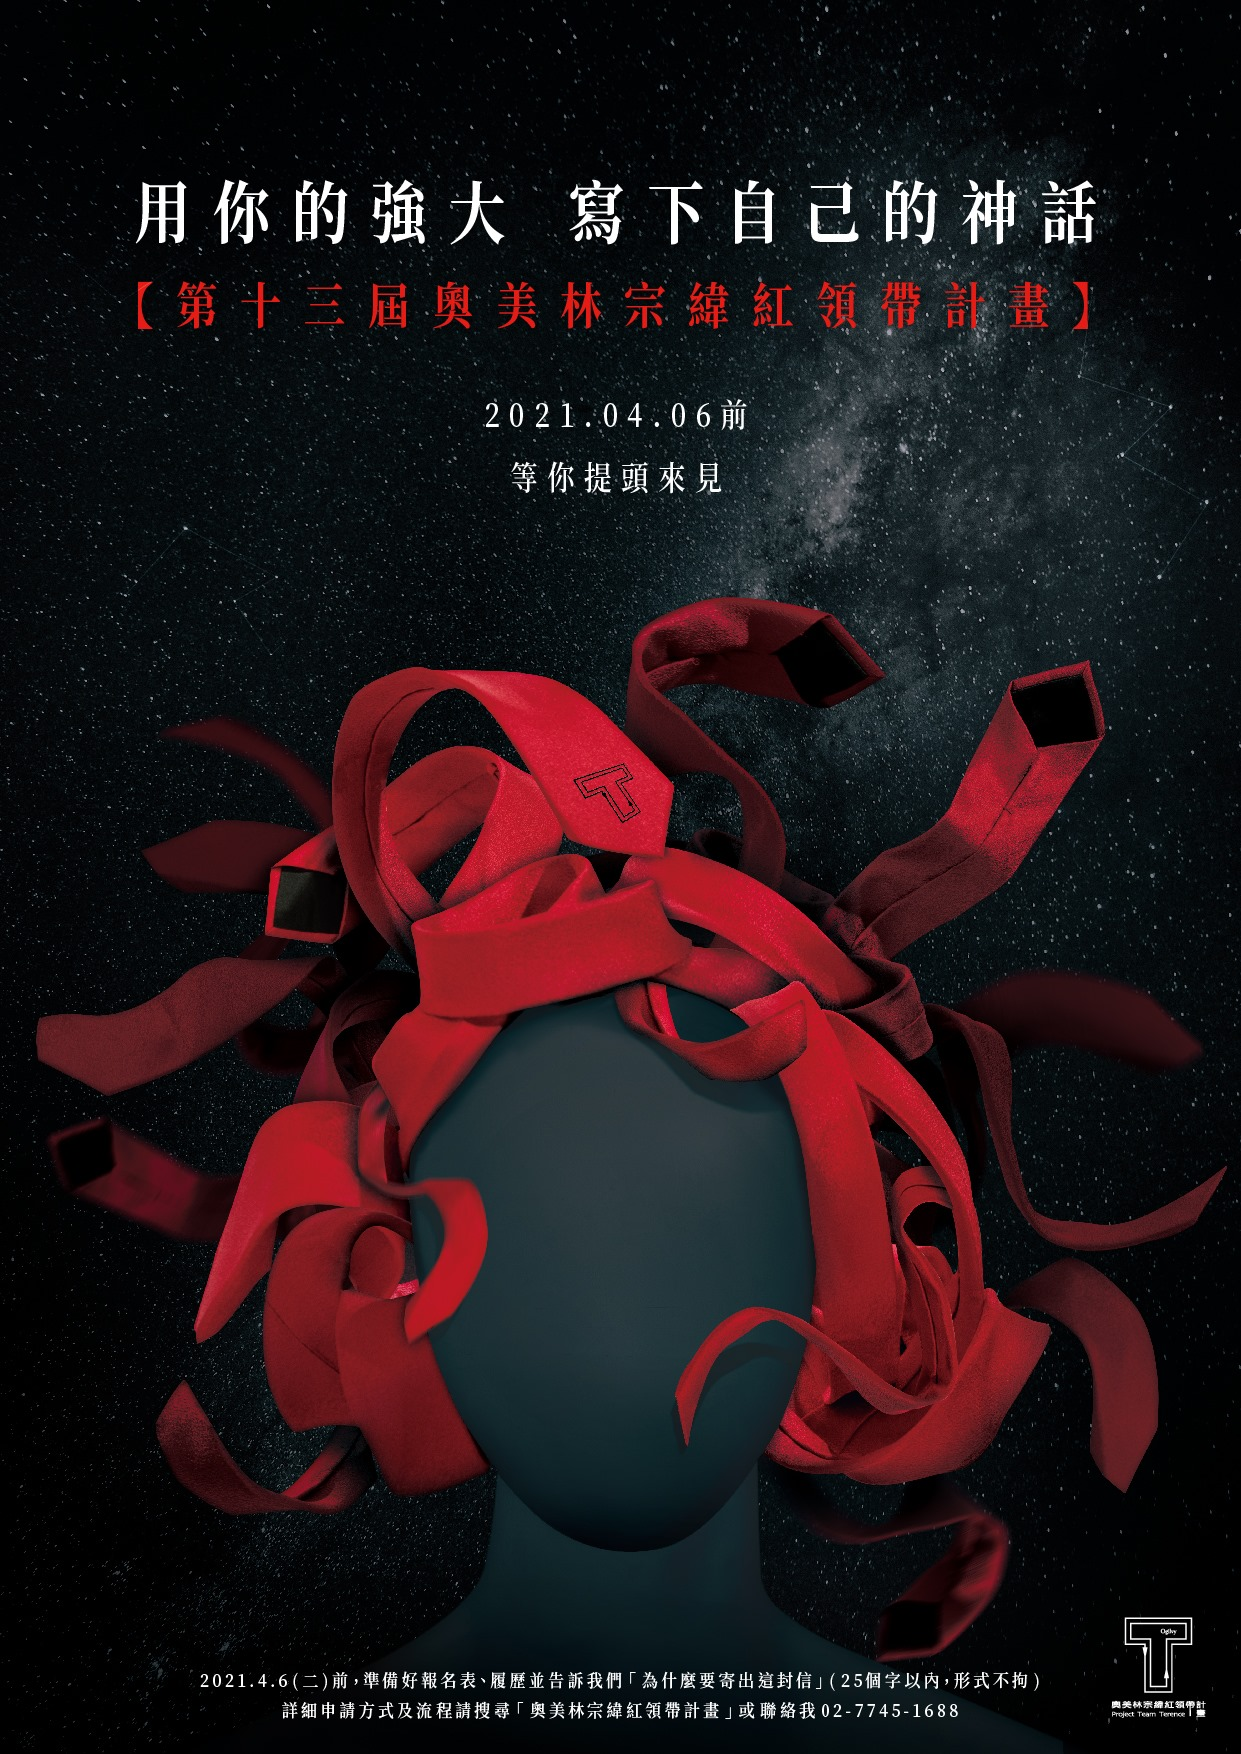 用你的強大 寫下自己的神話
【第十三屆奧美林宗緯紅領帶計畫】
2021.04.06前
等你提頭來見
T
2021.4.6(二)前，準備好報名表、履歷並告訴我們「為什麼要寄出這封信」(25個字以內，形式不拘)
詳細申請方式及流程請搜尋「奧美林宗緯紅領帶計畫」或聯絡我02-7745-1688
Ogilvy
T
奧美林宗緯紅領帶計畫
Project Team Terence